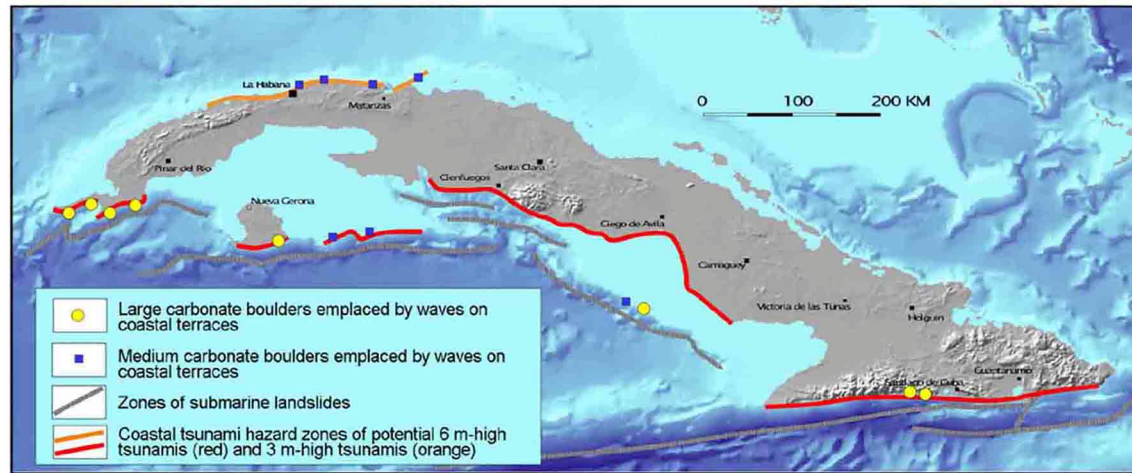 La Habana
Matanzas
0 100 200 KM
Pinar del Rio
Santa Clara
Cienfuegos
Nueva Gerona
Ciego de Avila
Camaguey
Victoria de las Tunas
Holguin
Guantanamo
Santiago de Cuba
Large carbonate boulders emplaced by waves on
coastal terraces
Medium carbonate boulders emplaced by waves on
coastal terraces
Zones of submarine landslides
Coastal tsunami hazard zones of potential 6 m-high
tsunamis (red) and 3 m-high tsunamis (orange)